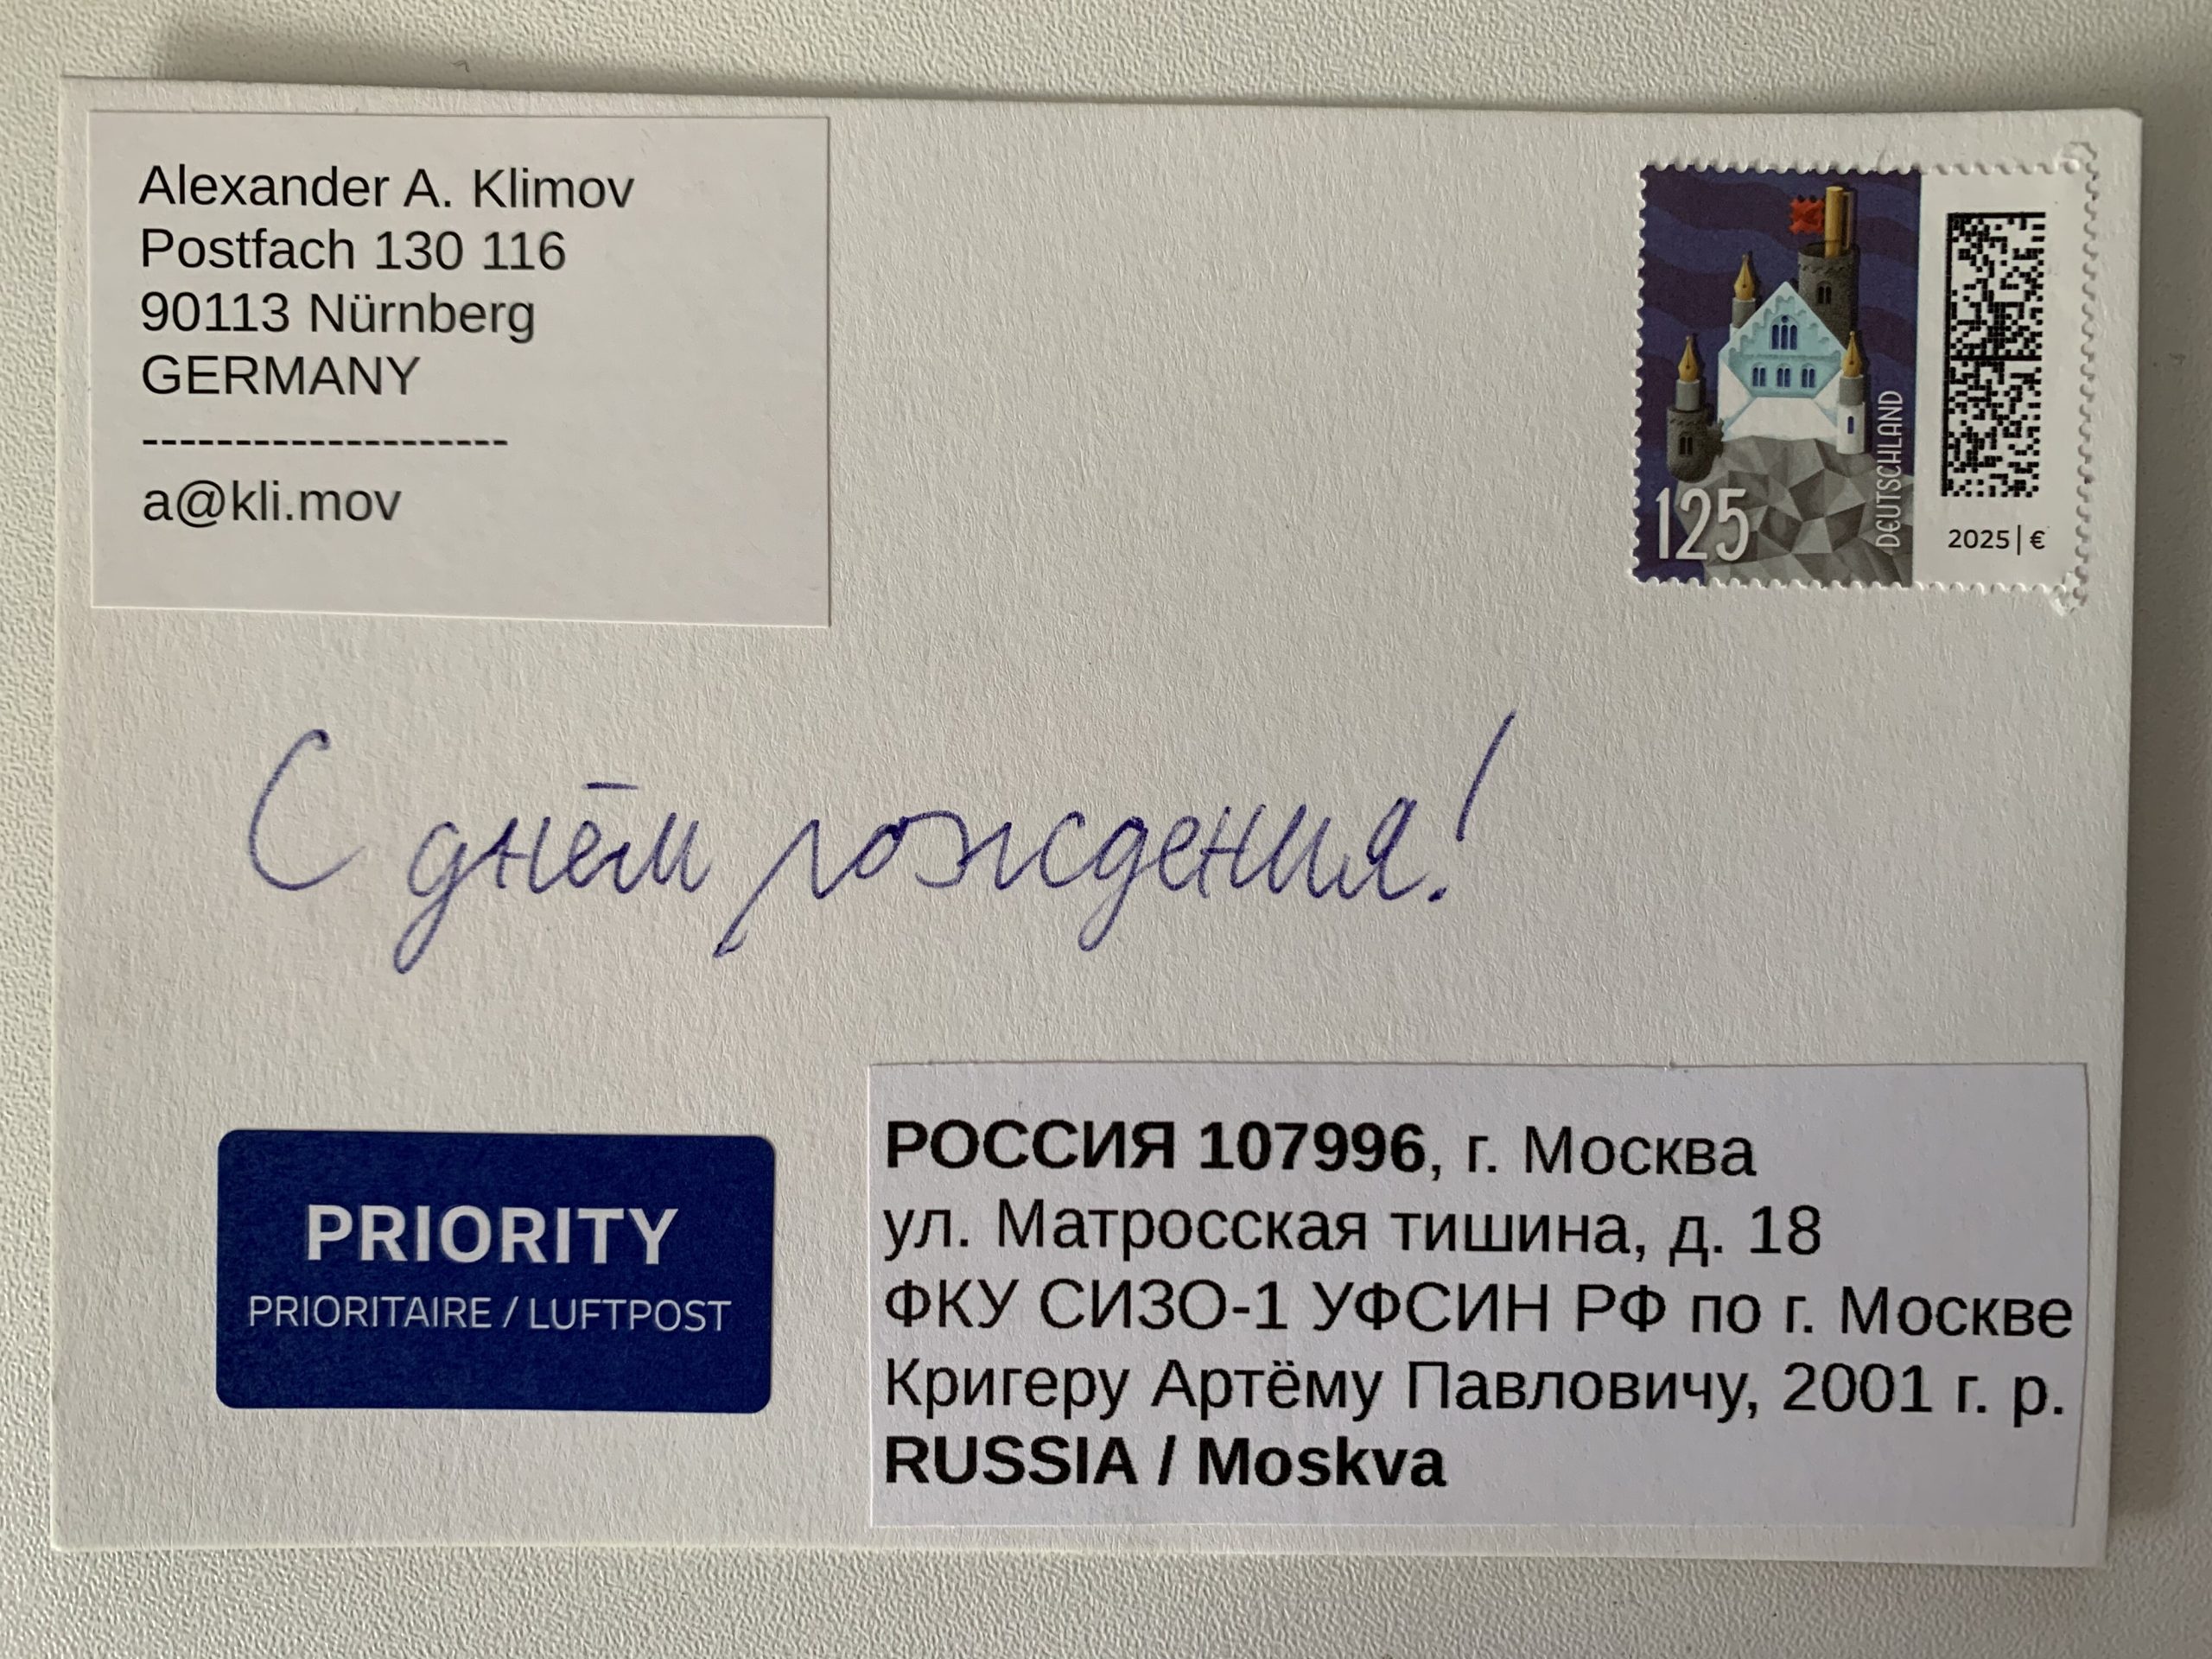 Alexander A. Klimov
Postfach 130 116
90113 Nürnberg
GERMANY
---------------------
a@kli.mov
125
DEUTSCHLAND
2025|€
С днём рождения!
PRIORITY
PRIORITAIRE / LUFTPOST
РОССИЯ 107996, г. Москва
ул. Матросская тишина, д. 18
ФКУ СИЗО-1 УФСИН РФ по г. Москве
Кригеру Артёму Павловичу, 2001 г. р.
RUSSIA / Moskva